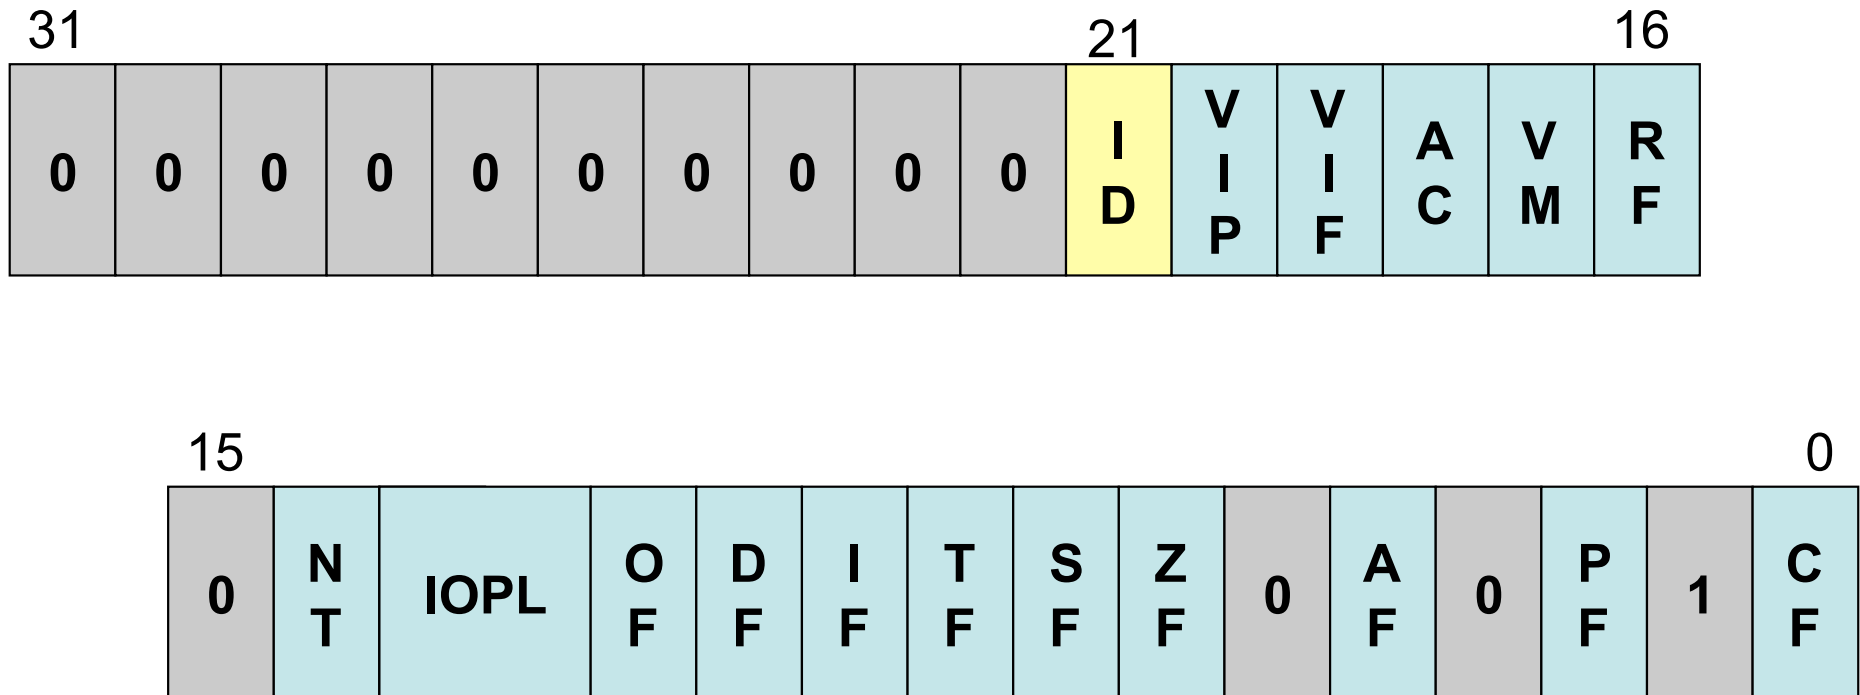 31 21 16
0 0 0 0 0 0 0 0 0 0 ID VIP VIF AC VM RF
15 0
0 NT IOPL OF DF IF TF SF ZF 0 AF 0 PF 1 CF